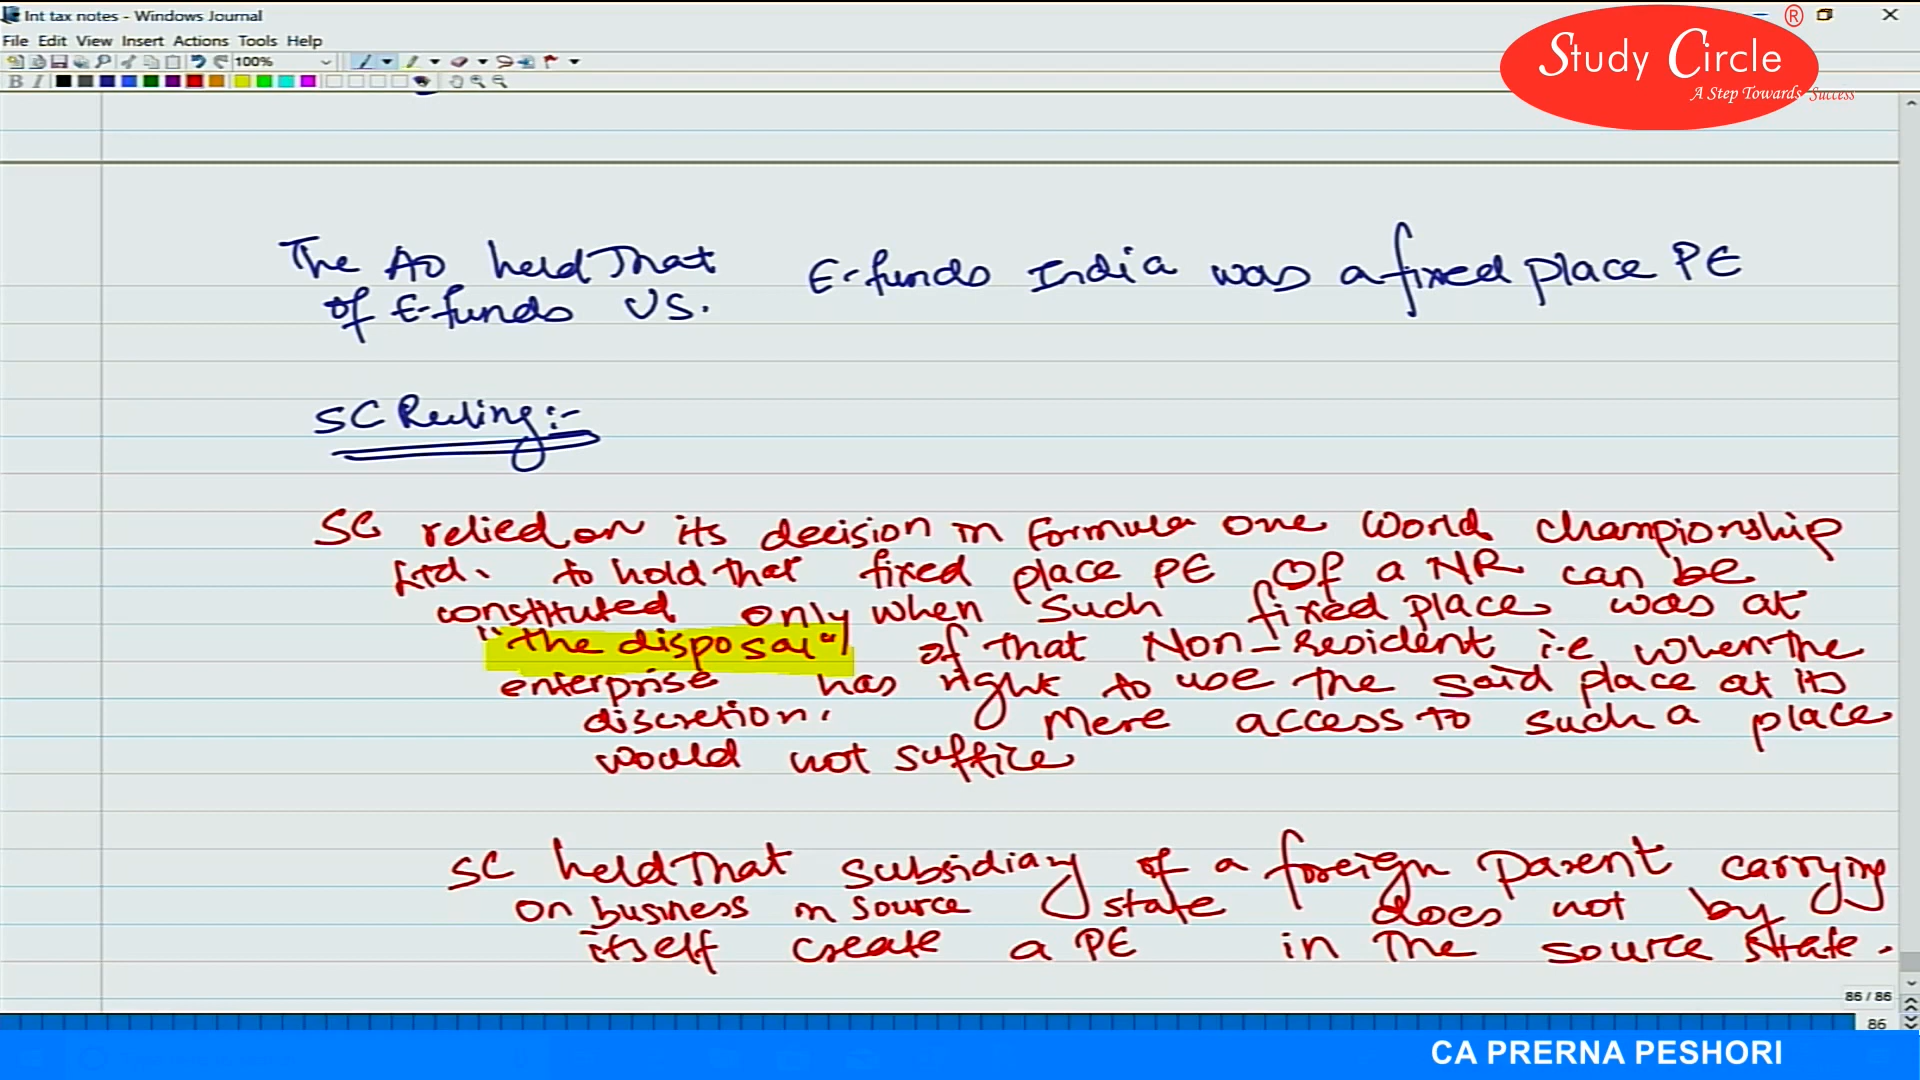 Int tax notes - Windows Journal
File Edit View Insert Actions Tools Help
100%
B I
®
Study Circle
A Step Towards Success
The AO held That E-funds India was a fixed place PE
of E-funds US.
SC Ruling:-
SC relied on its decision in Formula One World Championship
Ltd. to hold that fixed place PE of a NR can be
constituted only when such fixed place was at
"the disposal" of that Non-Resident i.e when the
enterprise has right to use the said place at its
discretion. Mere access to such a place
would not suffice
SC held That subsidiary of a foreign Parent carrying
on business in source state does not by
itself create a PE in the source state.
86 / 86
86
CA PRERNA PESHORI